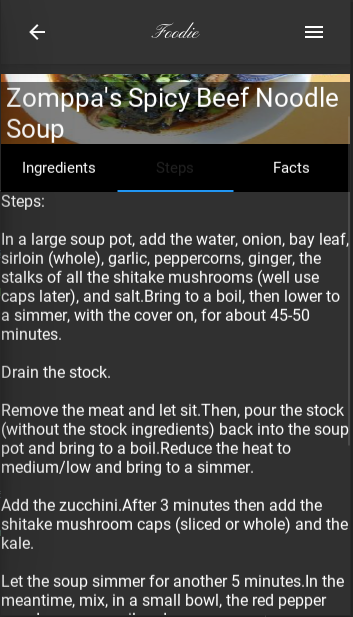 Foodie
Zomppa's Spicy Beef Noodle
Soup
Ingredients Steps Facts
Steps:
In a large soup pot, add the water, onion, bay leaf,
sirloin (whole), garlic, peppercorns, ginger, the
stalks of all the shitake mushrooms (well use
caps later), and salt.Bring to a boil, then lower to
a simmer, with the cover on, for about 45-50
minutes.
Drain the stock.
Remove the meat and let sit.Then, pour the stock
(without the stock ingredients) back into the soup
pot and bring to a boil.Reduce the heat to
medium/low and bring to a simmer.
Add the zucchini.After 3 minutes then add the
shitake mushroom caps (sliced or whole) and the
kale.
Let the soup simmer for another 5 minutes.In the
meantime, mix, in a small bowl, the red pepper